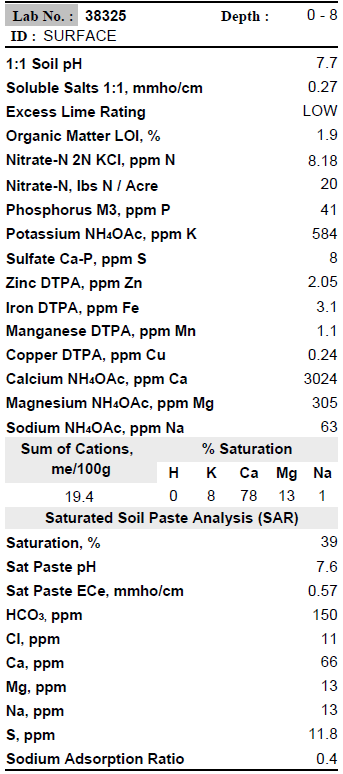 Lab No. : 38325 Depth : 0 - 8
ID : SURFACE
1:1 Soil pH 7.7
Soluble Salts 1:1, mmho/cm 0.27
Excess Lime Rating LOW
Organic Matter LOI, % 1.9
Nitrate-N 2N KCl, ppm N 8.18
Nitrate-N, lbs N / Acre 20
Phosphorus M3, ppm P 41
Potassium NH4OAc, ppm K 584
Sulfate Ca-P, ppm S 8
Zinc DTPA, ppm Zn 2.05
Iron DTPA, ppm Fe 3.1
Manganese DTPA, ppm Mn 1.1
Copper DTPA, ppm Cu 0.24
Calcium NH4OAc, ppm Ca 3024
Magnesium NH4OAc, ppm Mg 305
Sodium NH4OAc, ppm Na 63
Sum of Cations, % Saturation
me/100g H K Ca Mg Na
19.4 0 8 78 13 1
Saturated Soil Paste Analysis (SAR)
Saturation, % 39
Sat Paste pH 7.6
Sat Paste ECe, mmho/cm 0.57
HCO3, ppm 150
Cl, ppm 11
Ca, ppm 66
Mg, ppm 13
Na, ppm 13
S, ppm 11.8
Sodium Adsorption Ratio 0.4